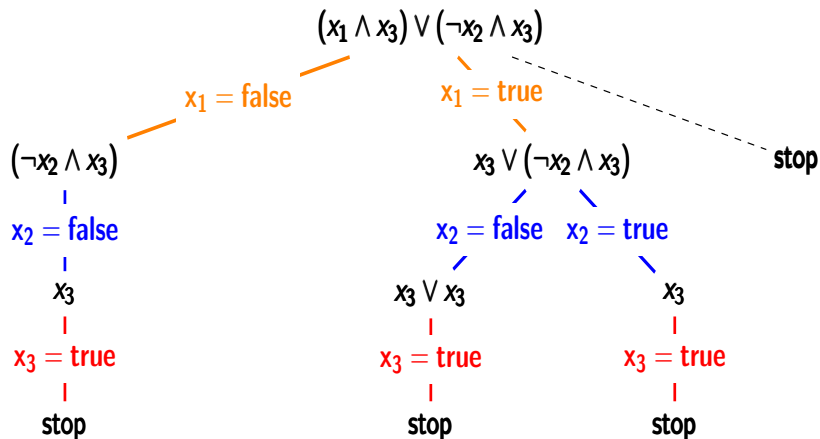 (x₁ ∧ x₃) ∨ (¬x₂ ∧ x₃)
x₁ = false x₁ = true
(¬x₂ ∧ x₃) x₃ ∨ (¬x₂ ∧ x₃) stop
x₂ = false x₂ = false x₂ = true
x₃ x₃ ∨ x₃ x₃
x₃ = true x₃ = true x₃ = true
stop stop stop